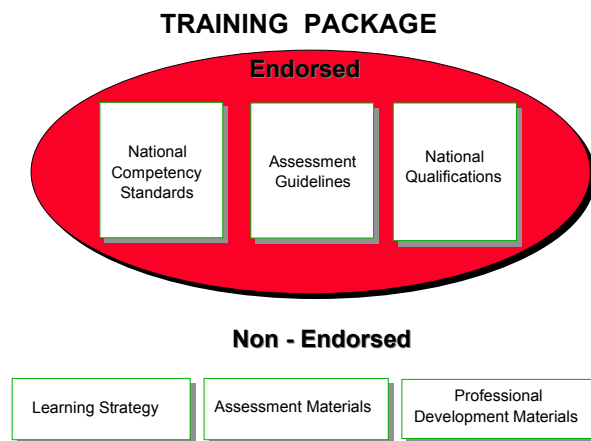 TRAINING PACKAGE
Endorsed
National
Competency
Standards
Assessment
Guidelines
National
Qualifications
Non - Endorsed
Learning Strategy
Assessment Materials
Professional
Development Materials